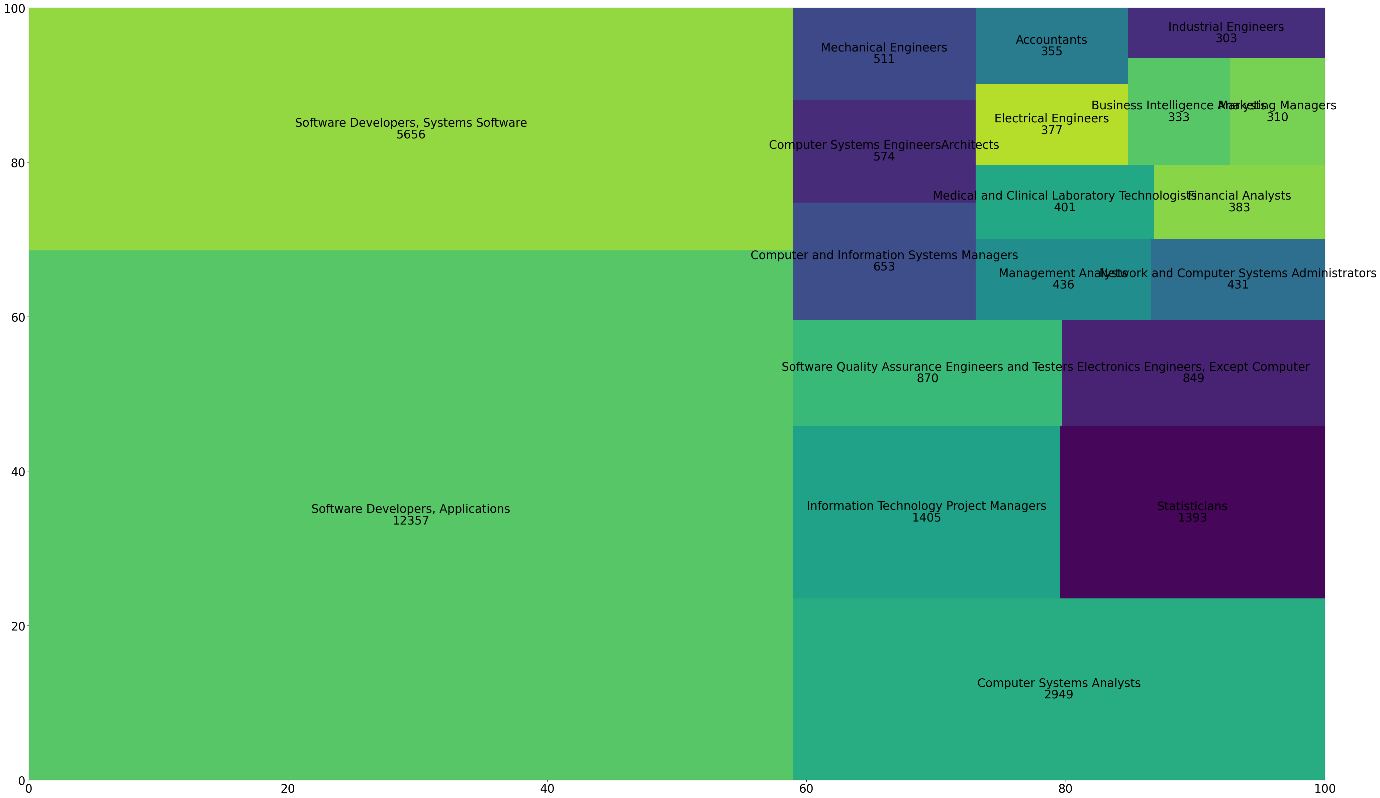 100
80
60
40
20
0
Software Developers, Systems Software
5656
Software Developers, Applications
12357
Mechanical Engineers
511
Computer Systems EngineersArchitects
574
Computer and Information Systems Managers
653
Accountants
355
Electrical Engineers
377
Industrial Engineers
303
Business Intelligence Analysts
333
Marketing Managers
310
Medical and Clinical Laboratory Technologists
401
Financial Analysts
383
Management Analysts
436
Network and Computer Systems Administrators
431
Software Quality Assurance Engineers and Testers
870
Electronics Engineers, Except Computer
849
Information Technology Project Managers
1405
Statisticians
1393
Computer Systems Analysts
2949
0
20
40
60
80
100